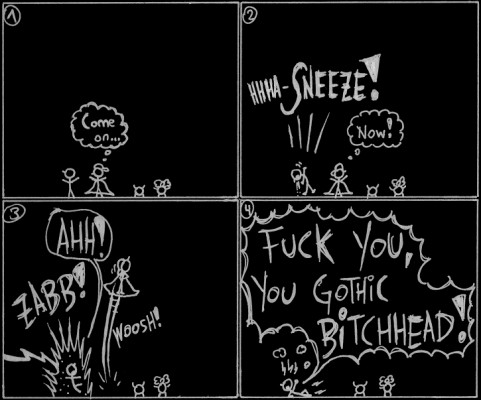 1
Come
on...
2
HHHA-SNEEZE!
Now!
3
AHH!
ZABB!
WOOSH!
4
FUCK YOU,
YOU GOTHIC
BITCHHEAD!